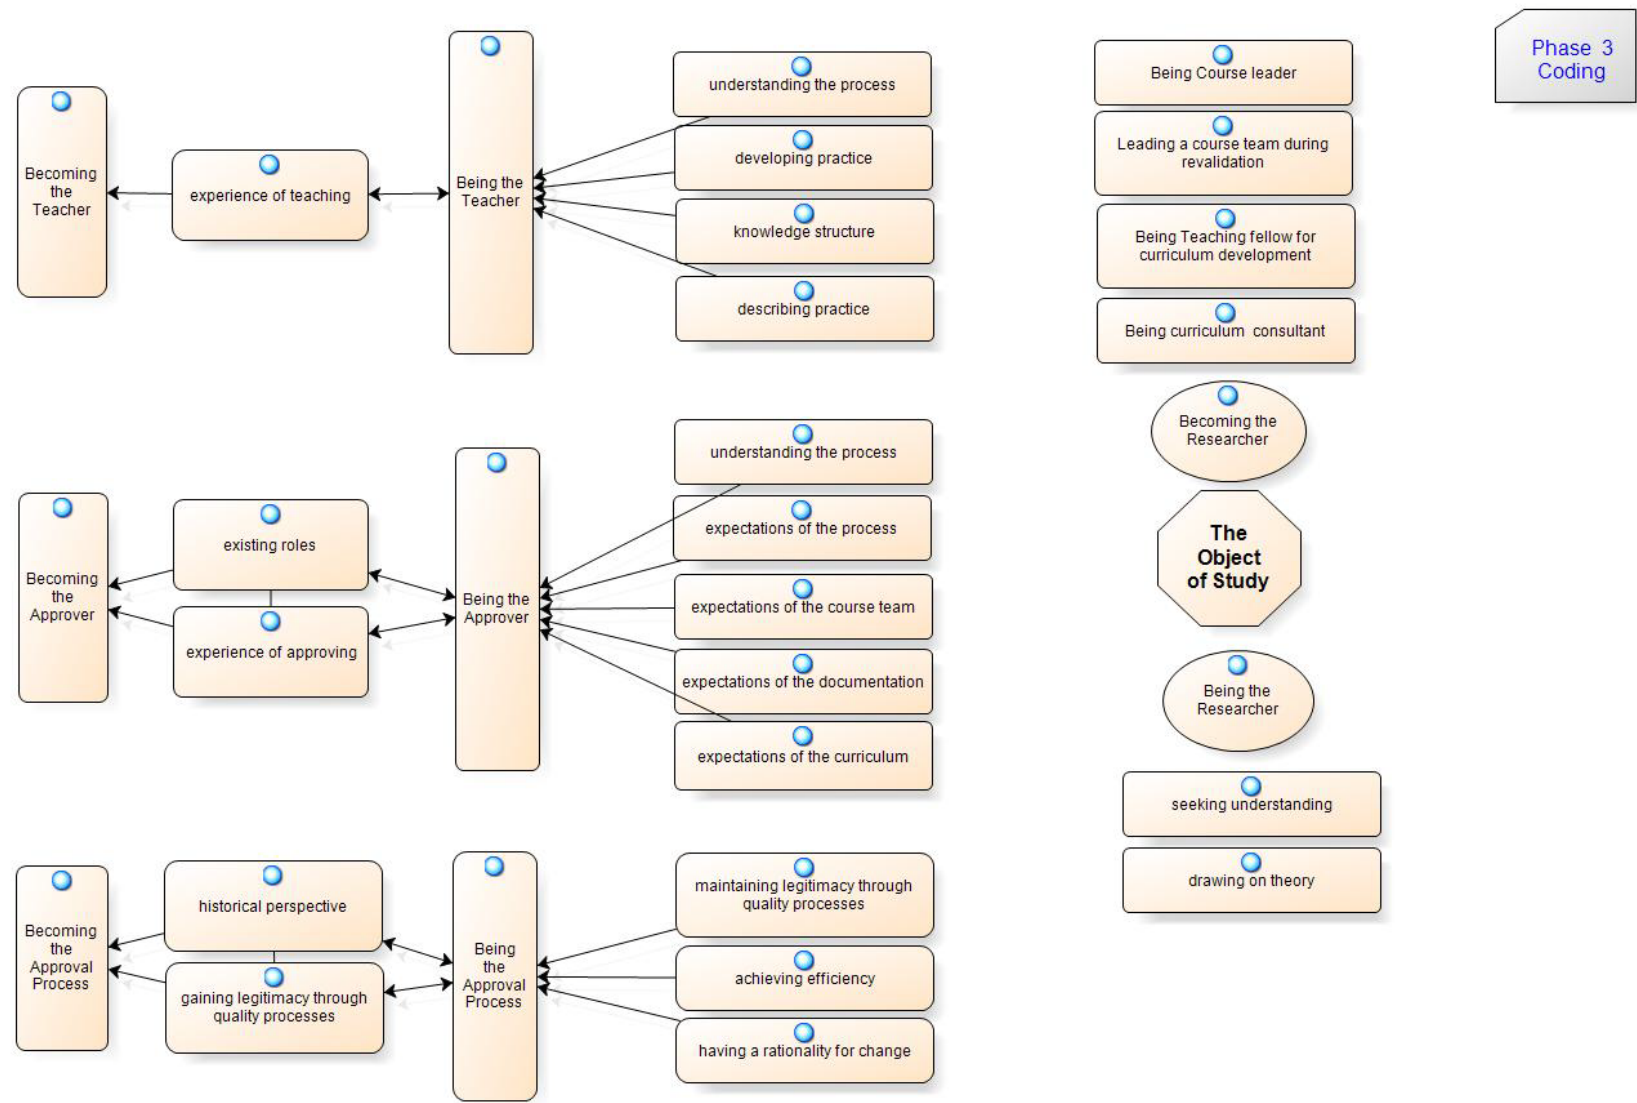 Phase 3
Coding
Becoming
the
Teacher
experience of teaching
Being the
Teacher
understanding the process
developing practice
knowledge structure
describing practice
Becoming
the
Approver
existing roles
experience of approving
Being the
Approver
understanding the process
expectations of the process
expectations of the course team
expectations of the documentation
expectations of the curriculum
Becoming
the
Approval
Process
historical perspective
gaining legitimacy through
quality processes
Being
the
Approval
Process
maintaining legitimacy through
quality processes
achieving efficiency
having a rationality for change
Being Course leader
Leading a course team during
revalidation
Being Teaching fellow for
curriculum development
Being curriculum consultant
Becoming the
Researcher
The
Object
of Study
Being the
Researcher
seeking understanding
drawing on theory